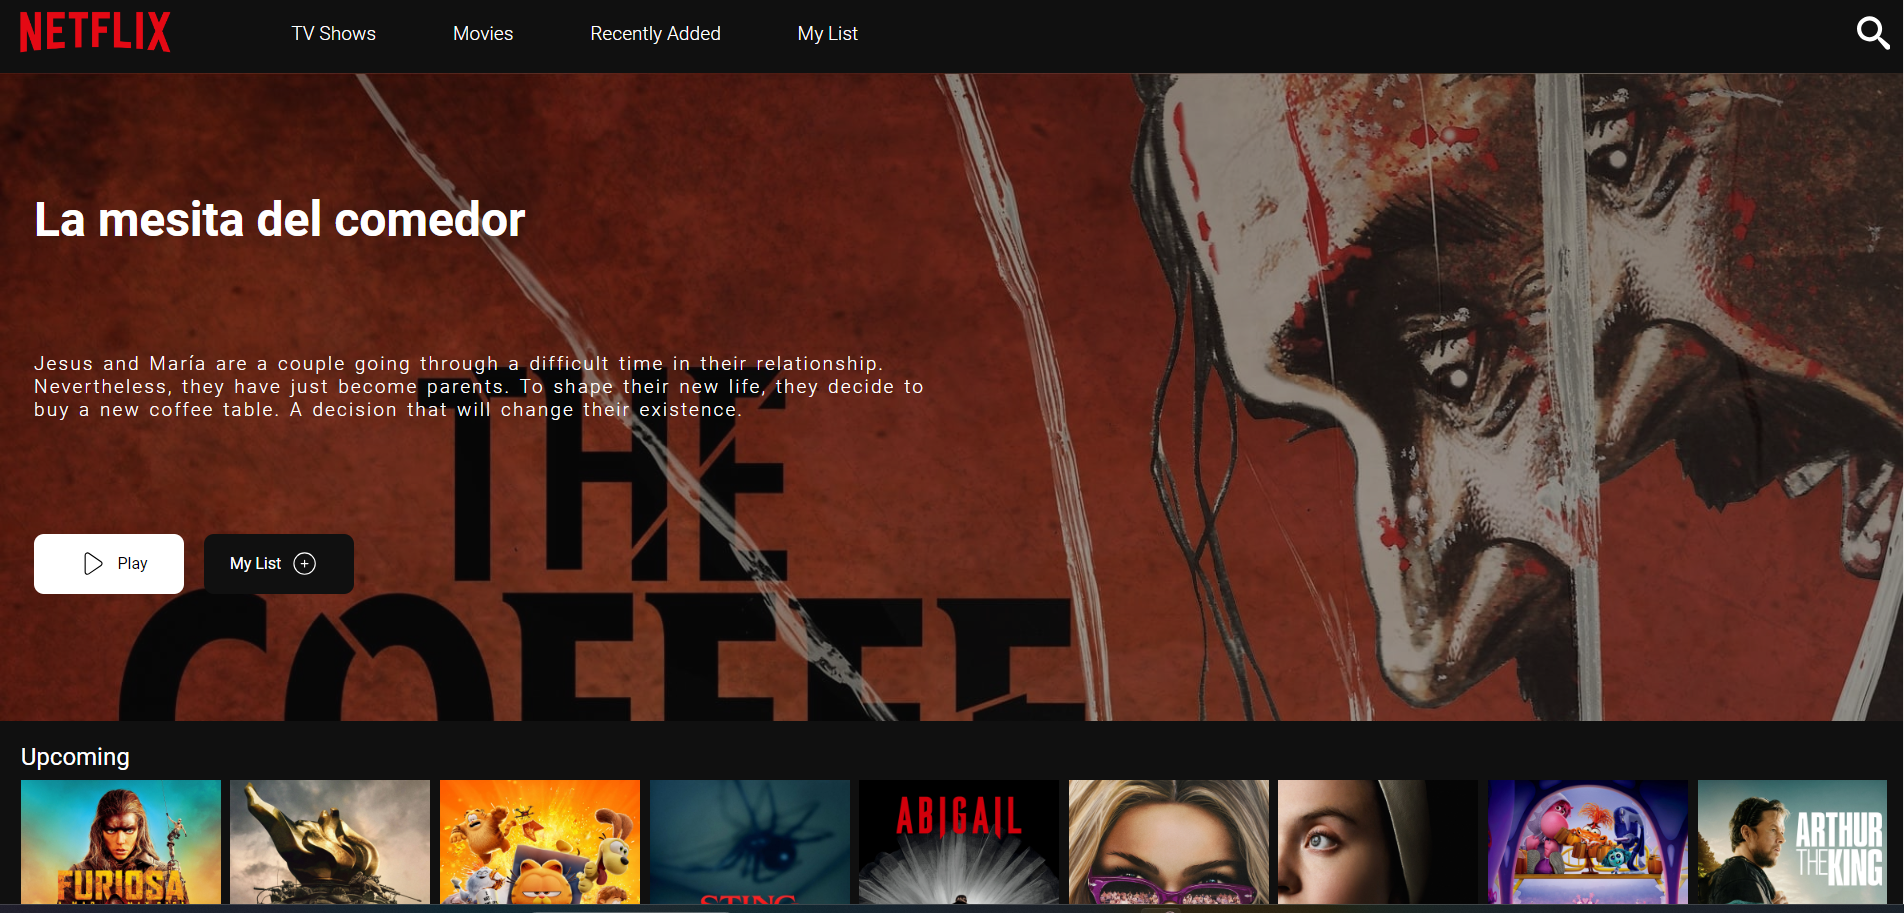 NETFLIX
TV Shows
Movies
Recently Added
My List
La mesita del comedor
Jesus and María are a couple going through a difficult time in their relationship.
Nevertheless, they have just become parents. To shape their new life, they decide to
buy a new coffee table. A decision that will change their existence.
THE
COFFEE
Play
My List
Upcoming
FURIOSA
STING
ABIGAIL
ARTHUR
THE KING